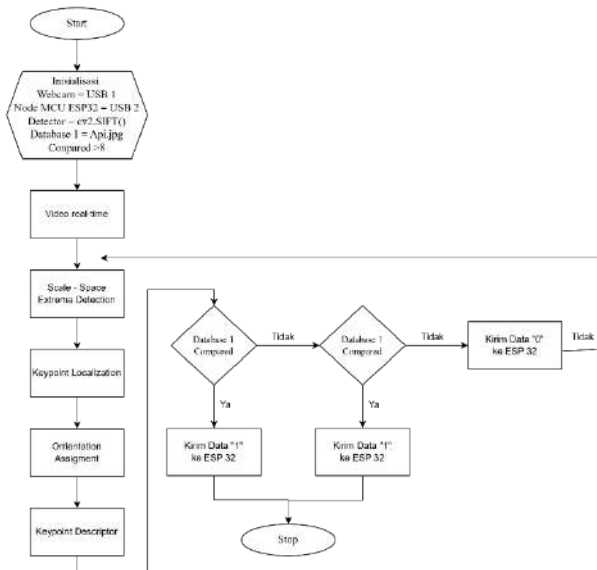 Start
Inisialisasi
Webcam = USB 1
Node MCU ESP32 = USB 2
Detector = cv2.SIFT()
Database 1 = Api.jpg
Compared >8
Video real-time
Scale - Space
Extrema Detection
Keypoint Localization
Orientation
Assigment
Keypoint Descriptor
Database 1
Compared
Tidak
Database 1
Compared
Tidak
Kirim Data "0"
ke ESP 32
Tidak
Ya
Ya
Kirim Data "1"
ke ESP 32
Kirim Data "1"
ke ESP 32
Stop